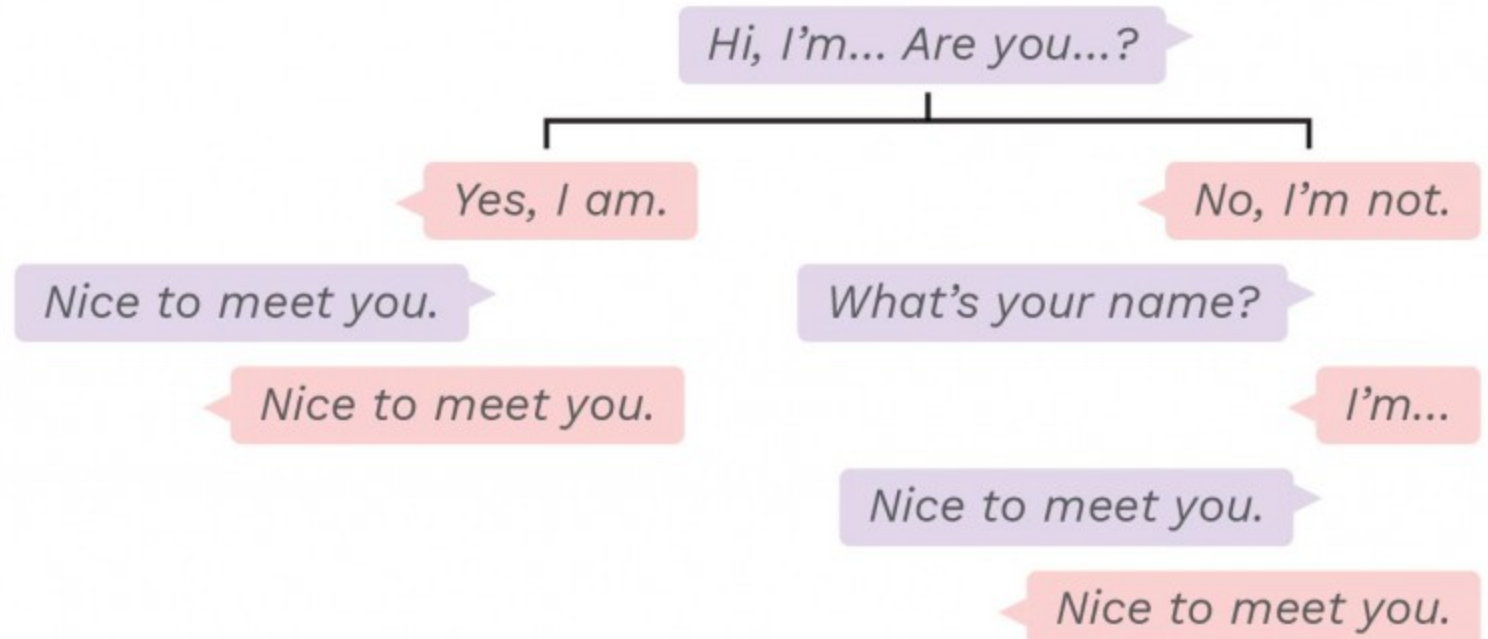 Hi, I’m... Are you...?
Yes, I am.
Nice to meet you.
Nice to meet you.
No, I’m not.
What’s your name?
I’m...
Nice to meet you.
Nice to meet you.